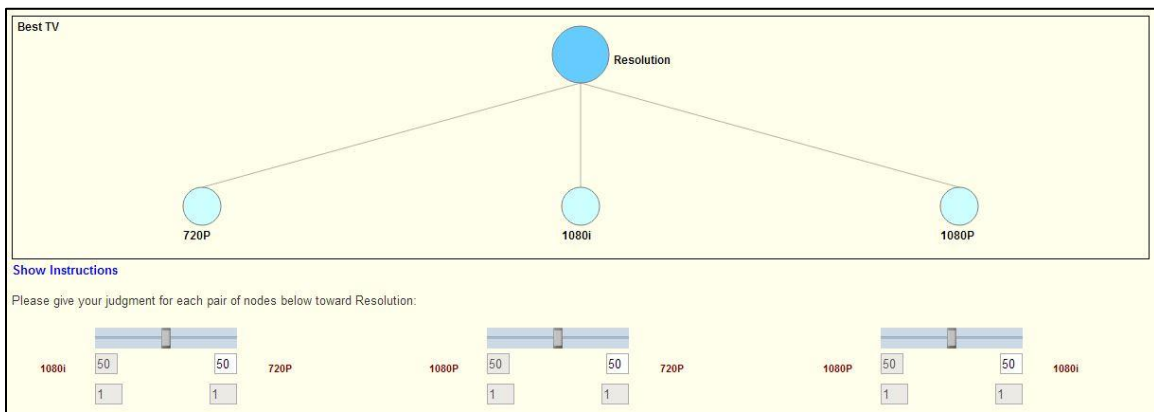 Best TV
Resolution
720P 1080i 1080P
Show Instructions
Please give your judgment for each pair of nodes below toward Resolution:
1080i 50 50 720P 1080P 50 50 720P 1080P 50 50 1080i
1 1 1 1 1 1